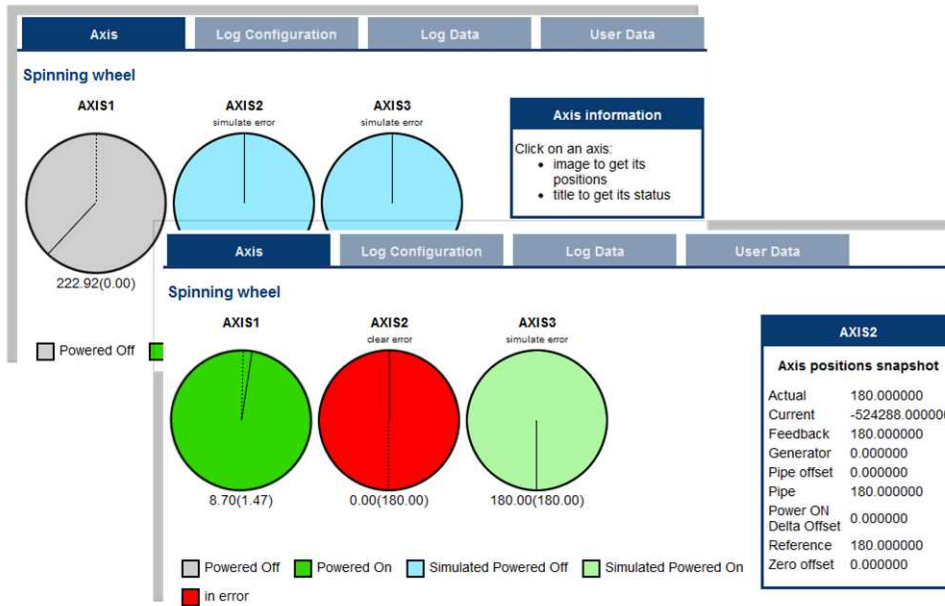 Axis Log Configuration Log Data User Data
Spinning wheel
AXIS1 AXIS2 AXIS3
simulate error simulate error
Axis information
Click on an axis:
• image to get its
positions
• title to get its status
222.92(0.00)
Powered Off
Axis Log Configuration Log Data User Data
Spinning wheel
AXIS1 AXIS2 AXIS3
clear error simulate error
8.70(1.47) 0.00(180.00) 180.00(180.00)
Powered Off Powered On Simulated Powered Off Simulated Powered On
in error
AXIS2
Axis positions snapshot
Actual 180.000000
Current -524288.000000
Feedback 180.000000
Generator 0.000000
Pipe offset 0.000000
Pipe 180.000000
Power ON
Delta Offset 0.000000
Reference 180.000000
Zero offset 0.000000